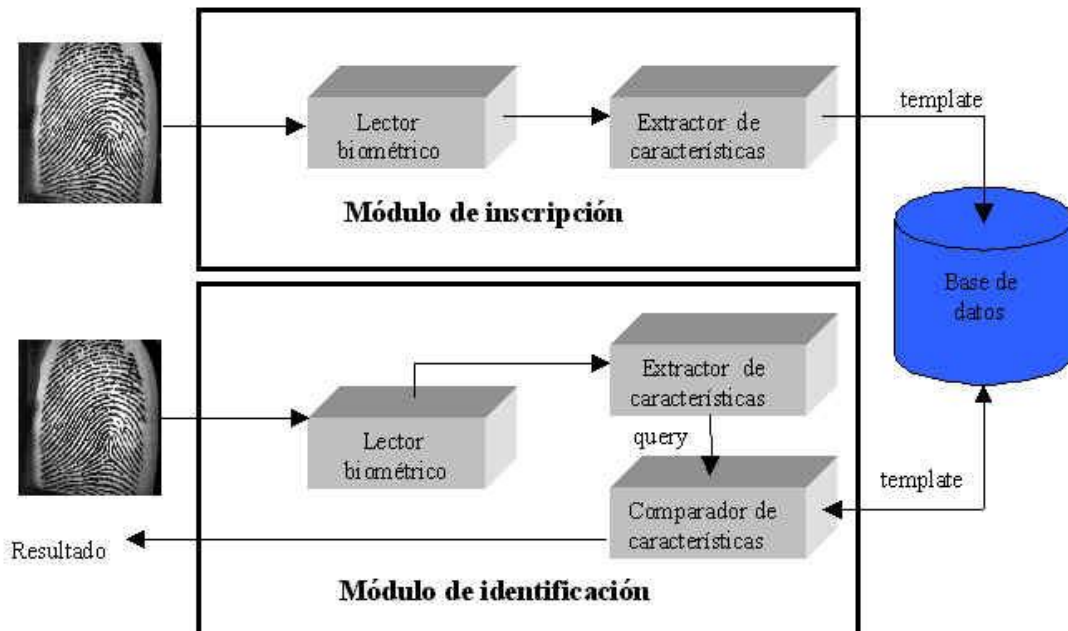 template
Lector
biométrico
Extractor de
características
Módulo de inscripción
Base de
datos
Extractor de
características
query
Lector
biométrico
template
Comparador de
características
Resultado
Módulo de identificación